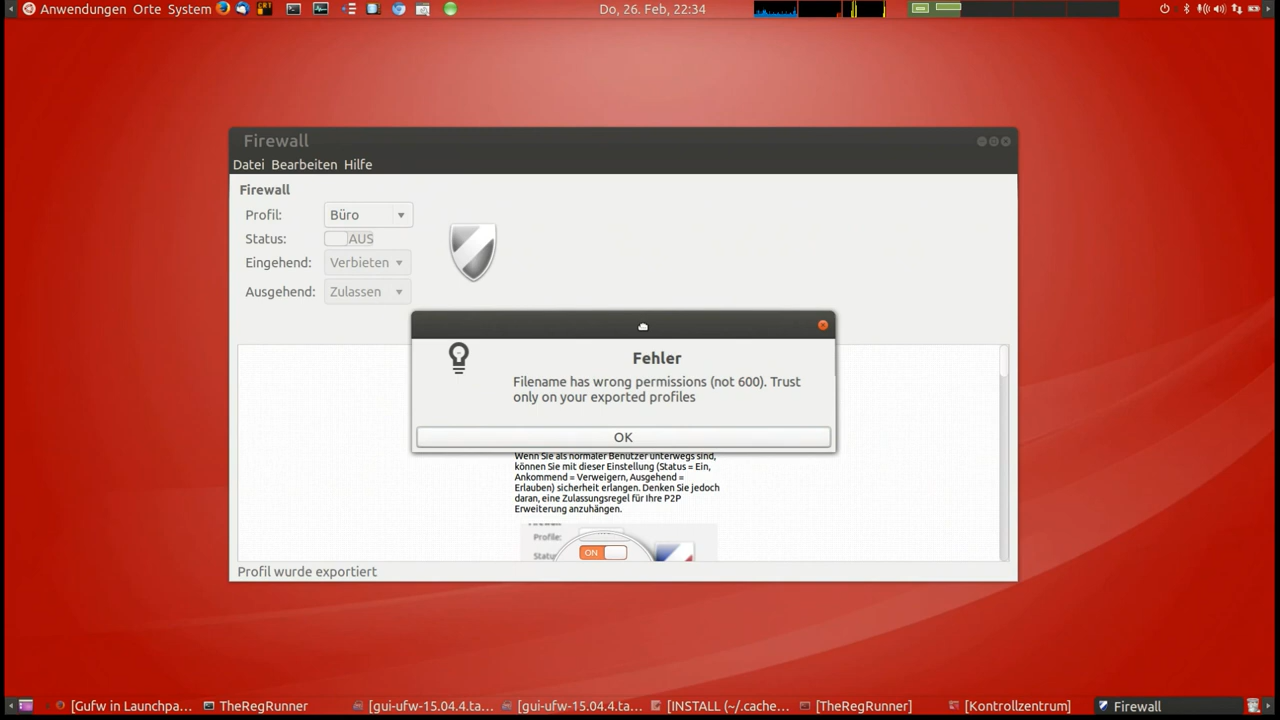 Anwendungen Orte System CRT Do, 26. Feb, 22:34
Firewall
Datei Bearbeiten Hilfe
Firewall
Profil: Büro
Status: AUS
Eingehend: Verbieten
Ausgehend: Zulassen
Fehler
Filename has wrong permissions (not 600). Trust
only on your exported profiles
OK
Wenn Sie als normaler Benutzer unterwegs sind,
können Sie mit dieser Einstellung (Status = Ein,
Ankommend = Verweigern, Ausgehend =
Erlauben) sicherheit erlangen. Denken Sie jedoch
daran, eine Zulassungsregel für Ihre P2P
Erweiterung anzuhängen.
Profile:
ON
Profil wurde exportiert
[Gufw in Launchpa... TheRegRunner [gui-ufw-15.04.4.ta... [gui-ufw-15.04.4.ta... [INSTALL (~/.cache... [TheRegRunner] [Kontrollzentrum] Firewall